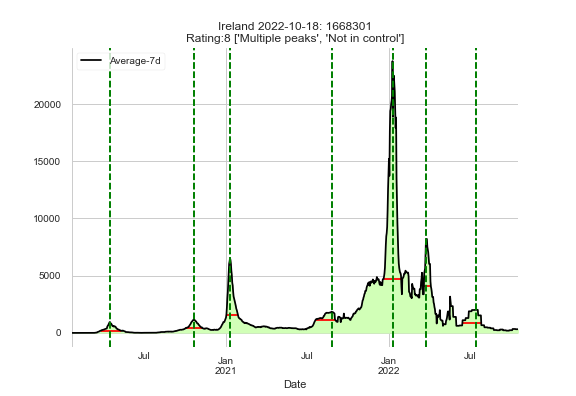 Ireland 2022-10-18: 1668301
Rating:8 ['Multiple peaks', 'Not in control']
Average-7d
20000
15000
10000
5000
0
Jul
Jan
2021
Jul
Jan
2022
Jul
Date